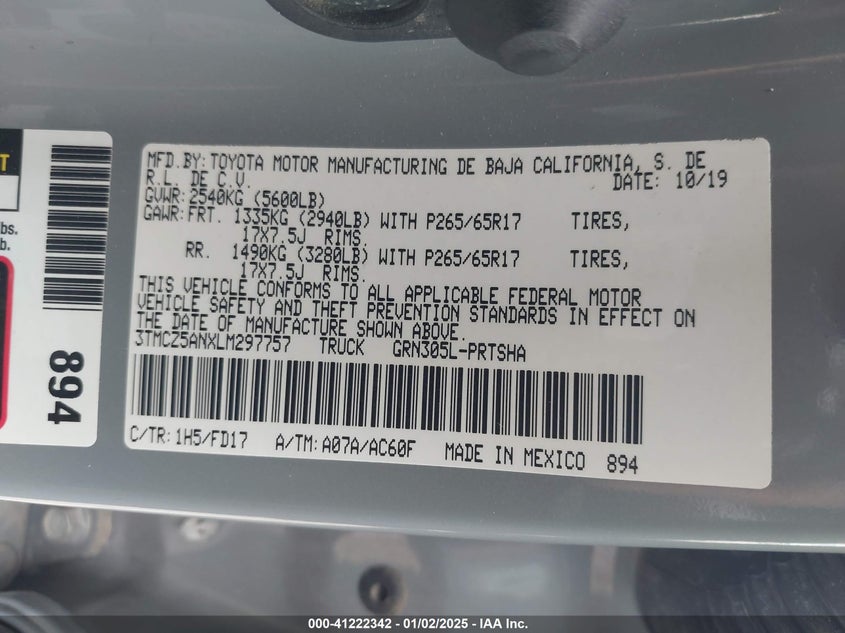 MFD.BY:TOYOTA MOTOR MANUFACTURING DE BAJA CALIFORNIA, S. DE
R.L. DE C.V. DATE: 10/19
GVWR:2540KG (5600LB)
GAWR:FRT. 1335KG (2940LB) WITH P265/65R17 TIRES,
17X7.5J RIMS.
RR. 1490KG (3280LB) WITH P265/65R17 TIRES,
17X7.5J RIMS.
THIS VEHICLE CONFORMS TO ALL APPLICABLE FEDERAL MOTOR
VEHICLE SAFETY AND THEFT PREVENTION STANDARDS IN EFFECT ON
THE DATE OF MANUFACTURE SHOWN ABOVE.
3TMCZ5ANXLM297757 TRUCK GRN305L-PRTSHA
C/TR:1H5/FD17 A/TM:A07A/AC60F MADE IN MEXICO 894
T
lbs.
b.
894
000-41222342 - 01/02/2025 - IAA Inc.